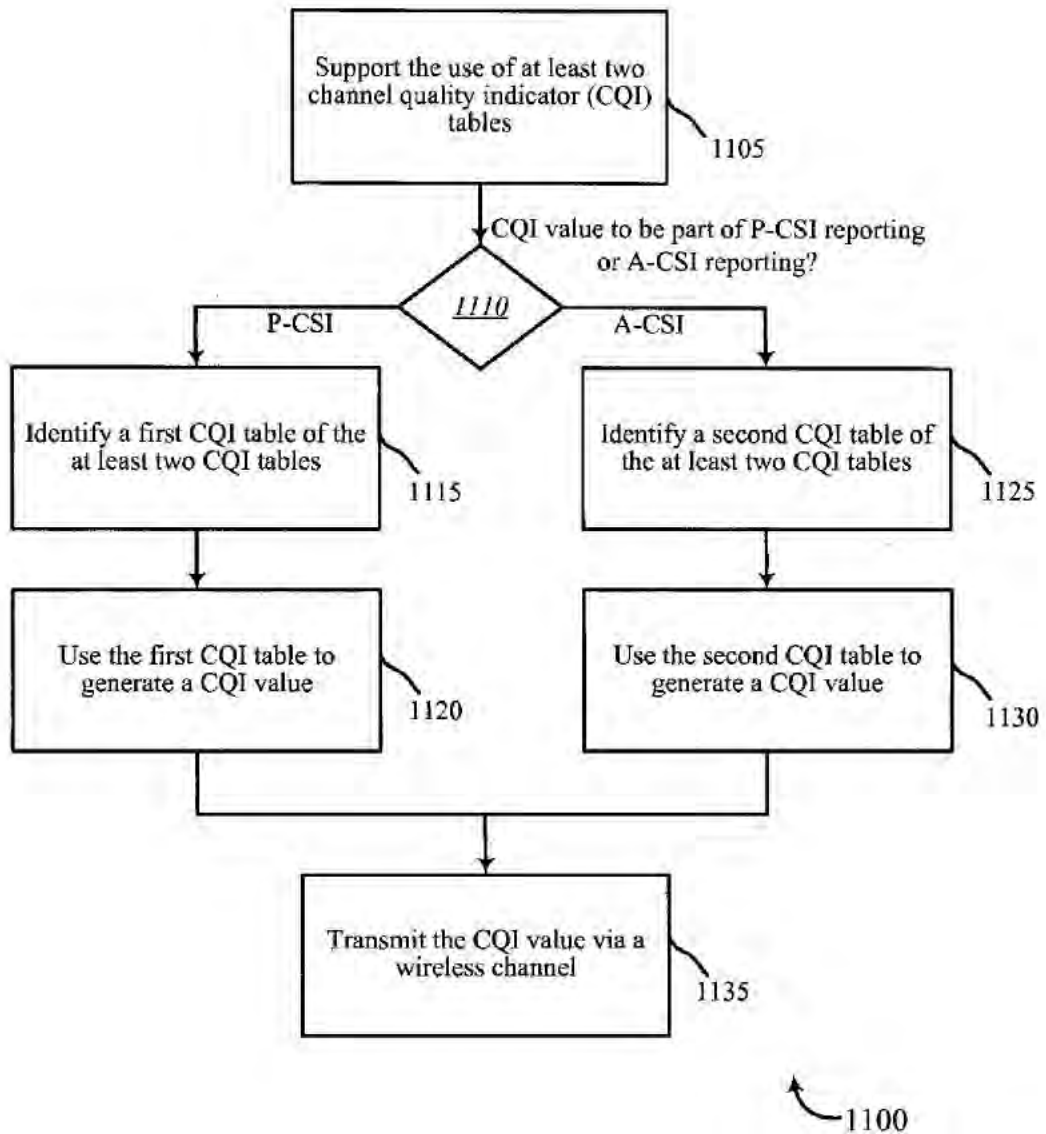 Support the use of at least two
channel quality indicator (CQI)
tables
1105
CQI value to be part of P-CSI reporting
or A-CSI reporting?
1110
P-CSI
A-CSI
Identify a first CQI table of the
at least two CQI tables
1115
Identify a second CQI table of
the at least two CQI tables
1125
Use the first CQI table to
generate a CQI value
1120
Use the second CQI table to
generate a CQI value
1130
Transmit the CQI value via a
wireless channel
1135
1100